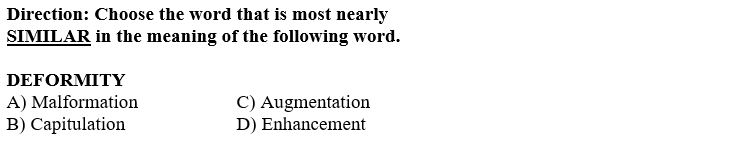 Direction: Choose the word that is most nearly
SIMILAR in the meaning of the following word.
DEFORMITY
A) Malformation C) Augmentation
B) Capitulation D) Enhancement